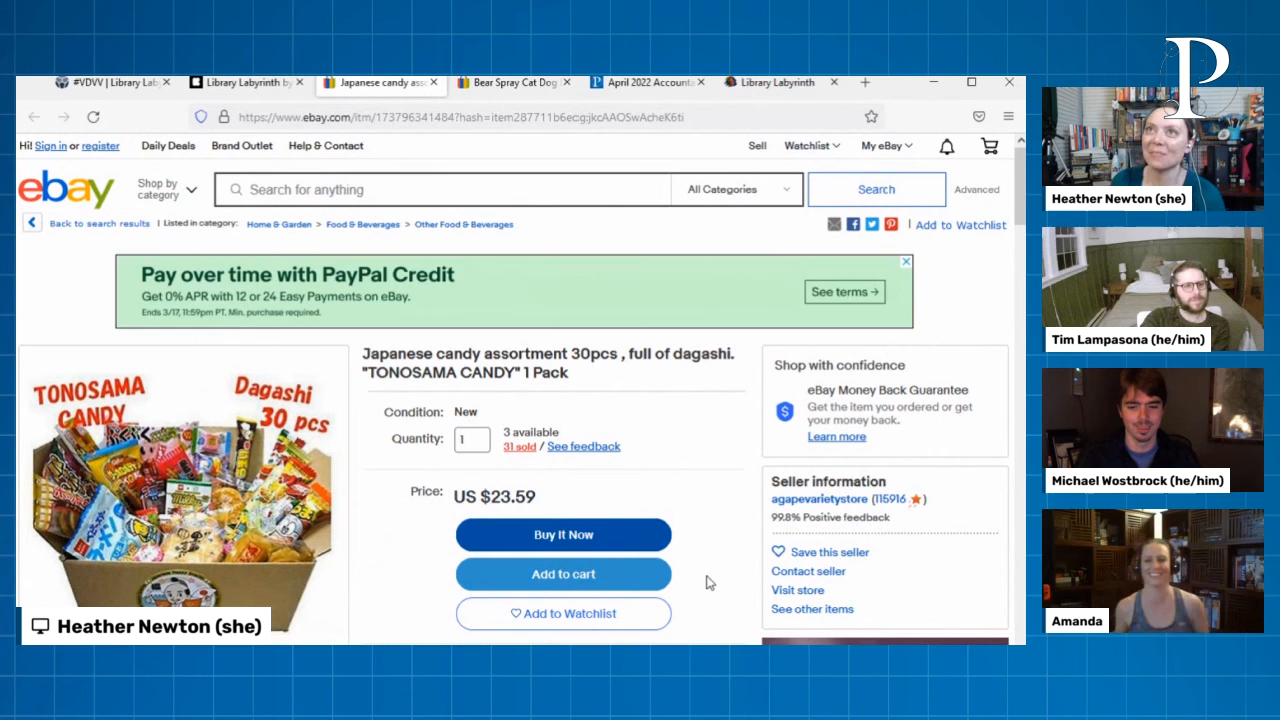 #VDVV | Library Lab
Library Labyrinth by
Japanese candy ass
Bear Spray Cat Dog
April 2022 Accounta
Library Labyrinth
P
https://www.ebay.com/itm/173796341484?hash=item287711b6ecg:jkcAAOSwAcheK6ti
Hi! Sign in or register Daily Deals Brand Outlet Help & Contact Sell Watchlist My eBay
ebay Shop by category Search for anything All Categories Search Advanced
Back to search results | Listed in category: Home & Garden > Food & Beverages > Other Food & Beverages | Add to Watchlist
Pay over time with PayPal Credit
Get 0% APR with 12 or 24 Easy Payments on eBay.
Ends 3/17, 11:59pm PT. Min. purchase required.
See terms →
TONOSAMA CANDY
Dagashi 30 pcs
Japanese candy assortment 30pcs , full of dagashi.
"TONOSAMA CANDY" 1 Pack
Condition: New
Quantity: 1
3 available
31 sold / See feedback
Price: US $23.59
Buy It Now
Add to cart
Add to Watchlist
Shop with confidence
eBay Money Back Guarantee
Get the item you ordered or get
your money back.
Learn more
Seller information
agapevarietystore (115916 )
99.8% Positive feedback
Save this seller
Contact seller
Visit store
See other items
Heather Newton (she)
Heather Newton (she)
Tim Lampasona (he/him)
Michael Wostbrock (he/him)
Amanda